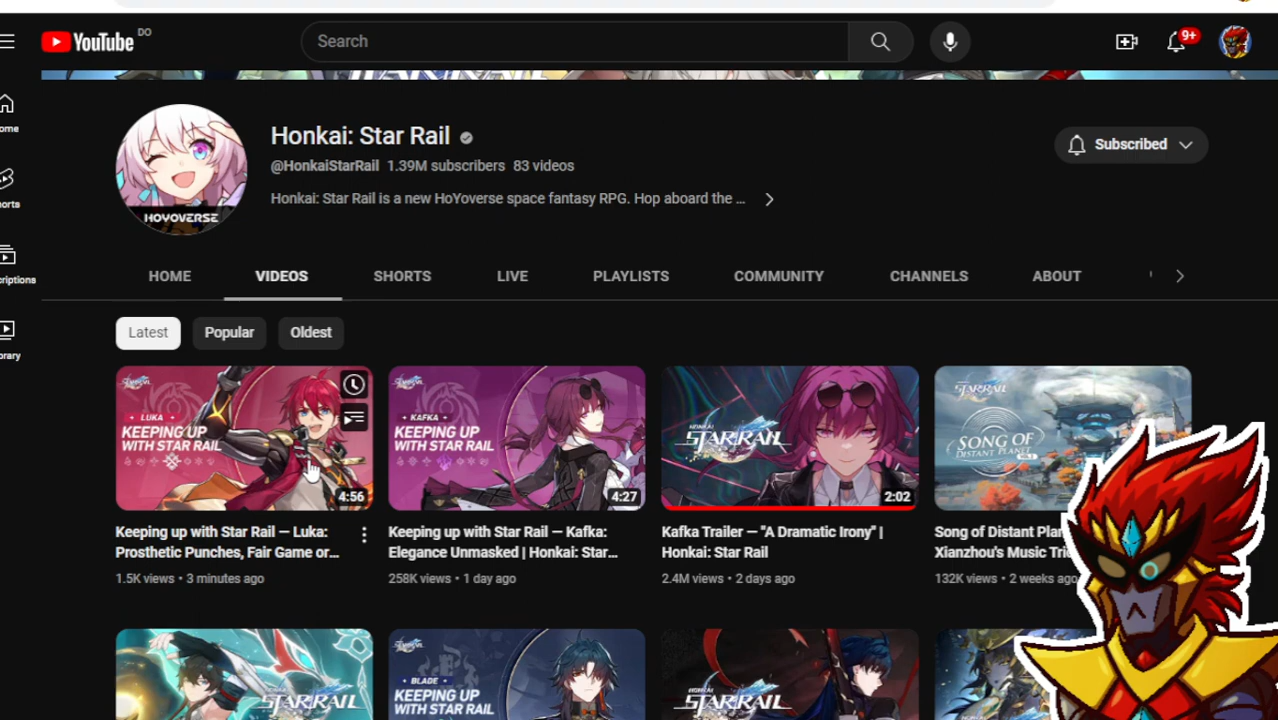 YouTube DO
Search
9+
ome
orts
criptions
brary
HOYOVERSE
Honkai: Star Rail
@HonkaiStarRail 1.39M subscribers 83 videos
Honkai: Star Rail is a new HoYoverse space fantasy RPG. Hop aboard the ...
Subscribed
HOME VIDEOS SHORTS LIVE PLAYLISTS COMMUNITY CHANNELS ABOUT
Latest Popular Oldest
LUKA
KEEPING UP
WITH STAR RAIL
4:56
KAFKA
KEEPING UP
WITH STAR RAIL
4:27
HONKAI
STAR RAIL
2:02
STAR RAIL
SONG OF
DISTANT PLANET
Keeping up with Star Rail — Luka:
Prosthetic Punches, Fair Game or...
1.5K views • 3 minutes ago
Keeping up with Star Rail — Kafka:
Elegance Unmasked | Honkai: Star...
258K views • 1 day ago
Kafka Trailer — "A Dramatic Irony" |
Honkai: Star Rail
2.4M views • 2 days ago
Song of Distant Plan
Xianzhou's Music Tri
132K views • 2 weeks ago
STAR RAIL
BLADE
KEEPING UP
WITH STAR RAIL
STAR RAIL